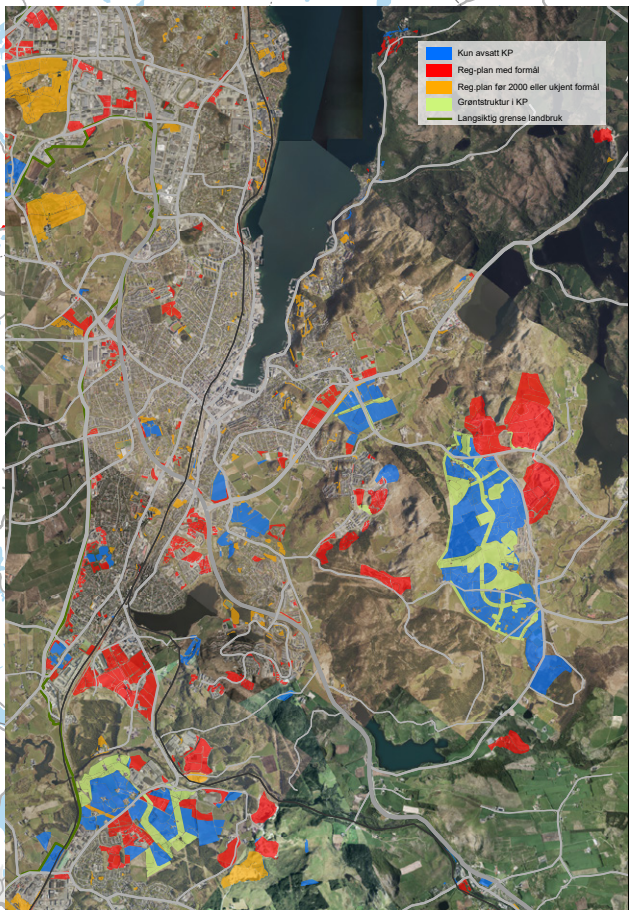 Kun avsatt KP
Reg-plan med formål
Reg.plan før 2000 eller ukjent formål
Grøntstruktur i KP
Langsiktig grense landbruk